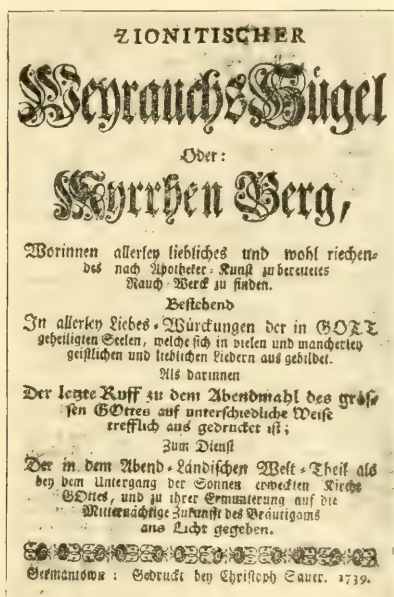 ZIONITISCHER
WeyrauchsHügel
Oder:
Myrrhen Berg,
Worinnen allerley liebliches und wohl riechen-
des nach Apotheker-Kunst zu bereitetes
Rauch-Werck zu finden.
Bestehend
In allerley Liebes-Würckungen der in GOTT
geheiligten Seelen, welche sich in vielen und mancherley
geistlichen und lieblichen Liedern aus gebildet.
Als darinnen
Der letzte Ruff zu dem Abendmahl des gros-
sen GOttes auf unterschiedliche Weise
trefflich aus gedrucket ist;
Zum Dienst
Der in dem Abend-Ländischen Welt-Theil als
bey dem Untergang der Sonnen erweckten Kirche
GOttes, und zu ihrer Ermunterung auf die
Mitternächtige Zukunft des Bräutigams
ans Licht gegeben.
Germantown: Gedruckt bey Christoph Sauer. 1739.